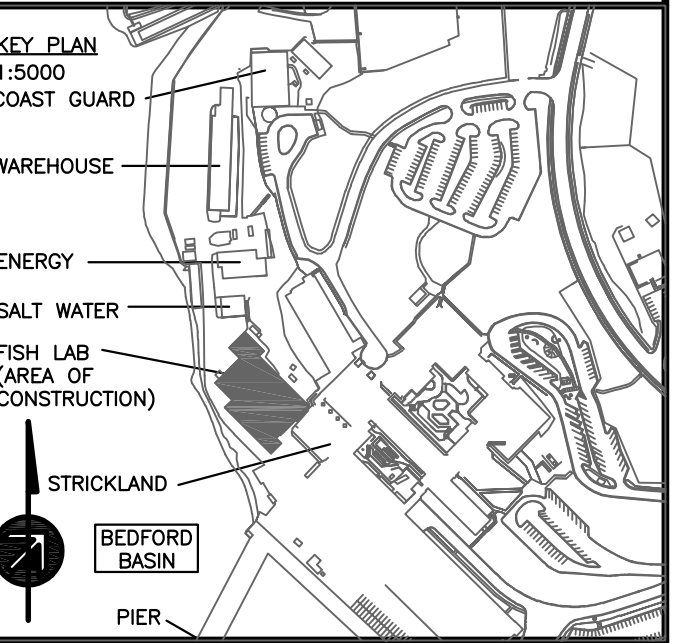 KEY PLAN
1:5000
COAST GUARD
WAREHOUSE
ENERGY
SALT WATER
FISH LAB
(AREA OF
CONSTRUCTION)
STRICKLAND
BEDFORD
BASIN
PIER